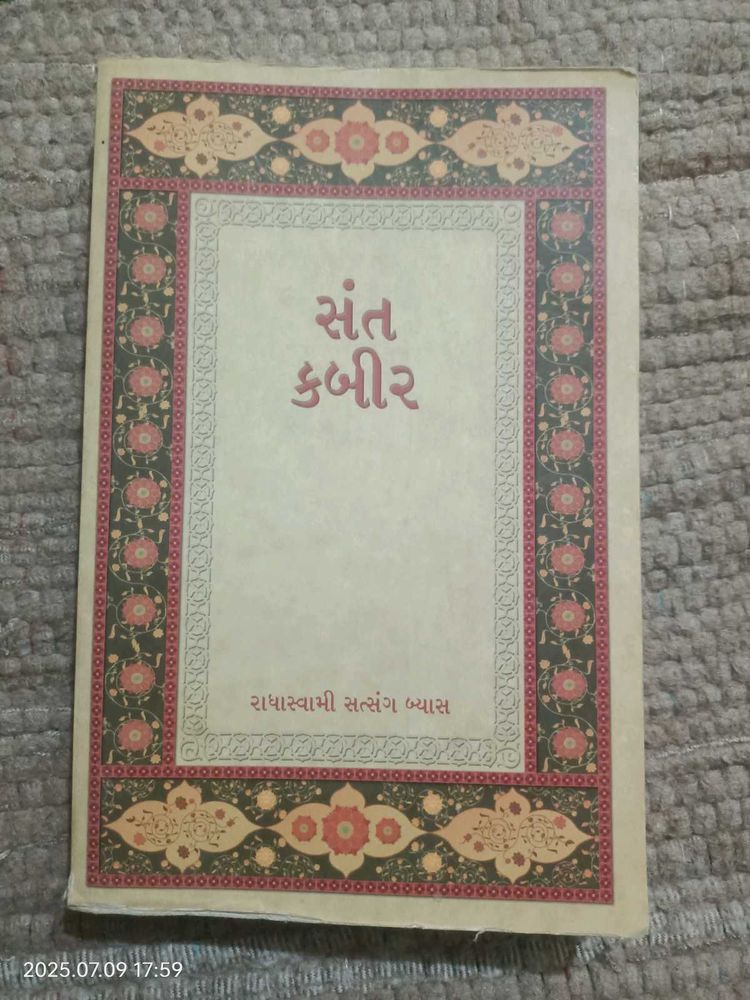 સંત
કબીર
રાધાસ્વામી સત્સંગ બ્યાસ
2025.07.09 17:59